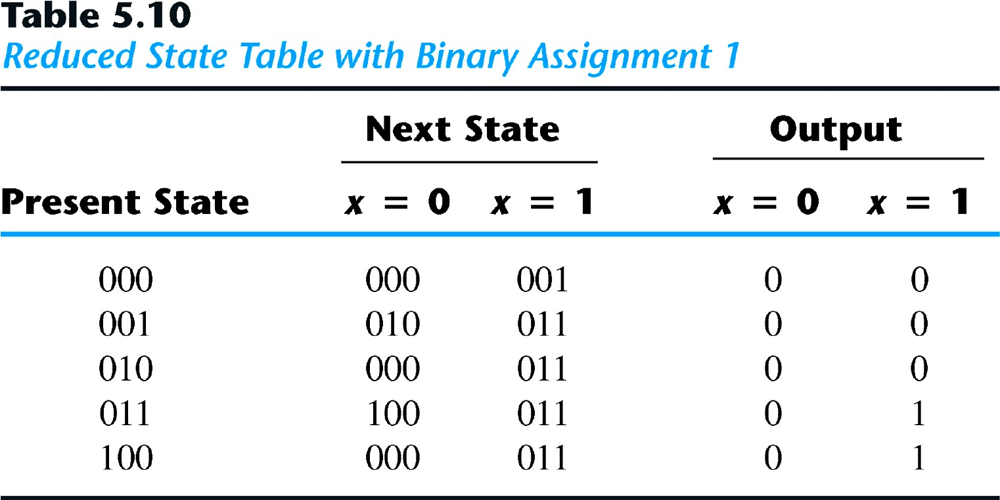 Table 5.10
Reduced State Table with Binary Assignment 1
Next State Output
Present State x = 0 x = 1 x = 0 x = 1
000 000 001 0 0
001 010 011 0 0
010 000 011 0 0
011 100 011 0 1
100 000 011 0 1